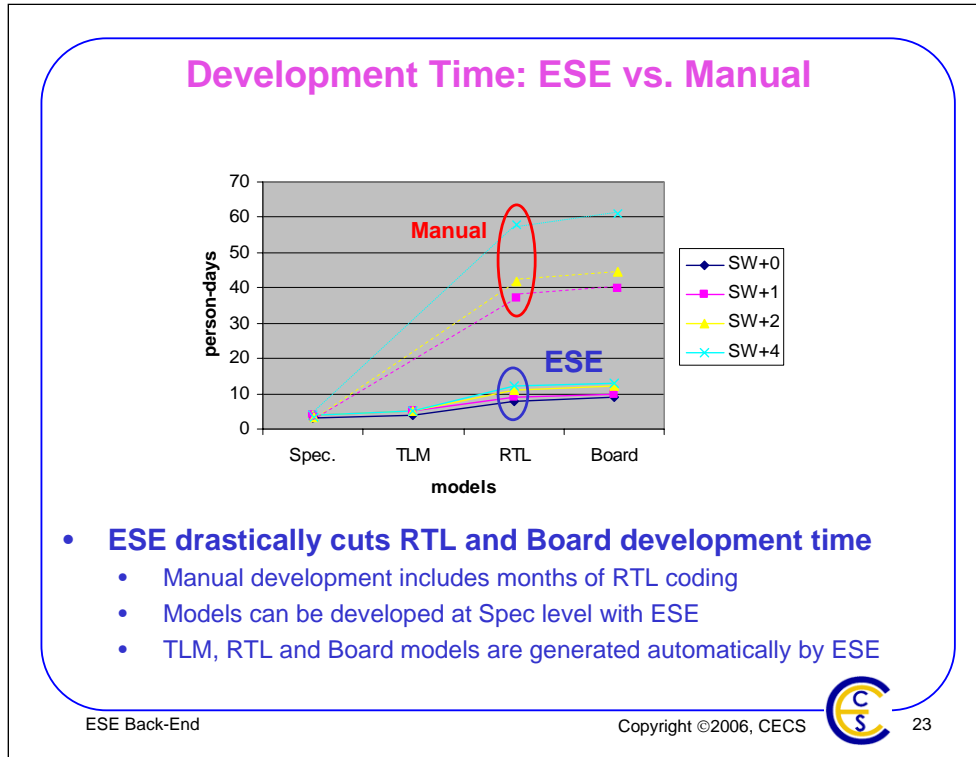 Development Time: ESE vs. Manual
70
60
50
40
30
20
10
0
person-days
Manual
ESE
Spec.
TLM
RTL
Board
models
SW+0
SW+1
SW+2
SW+4
• ESE drastically cuts RTL and Board development time
• Manual development includes months of RTL coding
• Models can be developed at Spec level with ESE
• TLM, RTL and Board models are generated automatically by ESE
ESE Back-End
Copyright ©2006, CECS
C
S
23